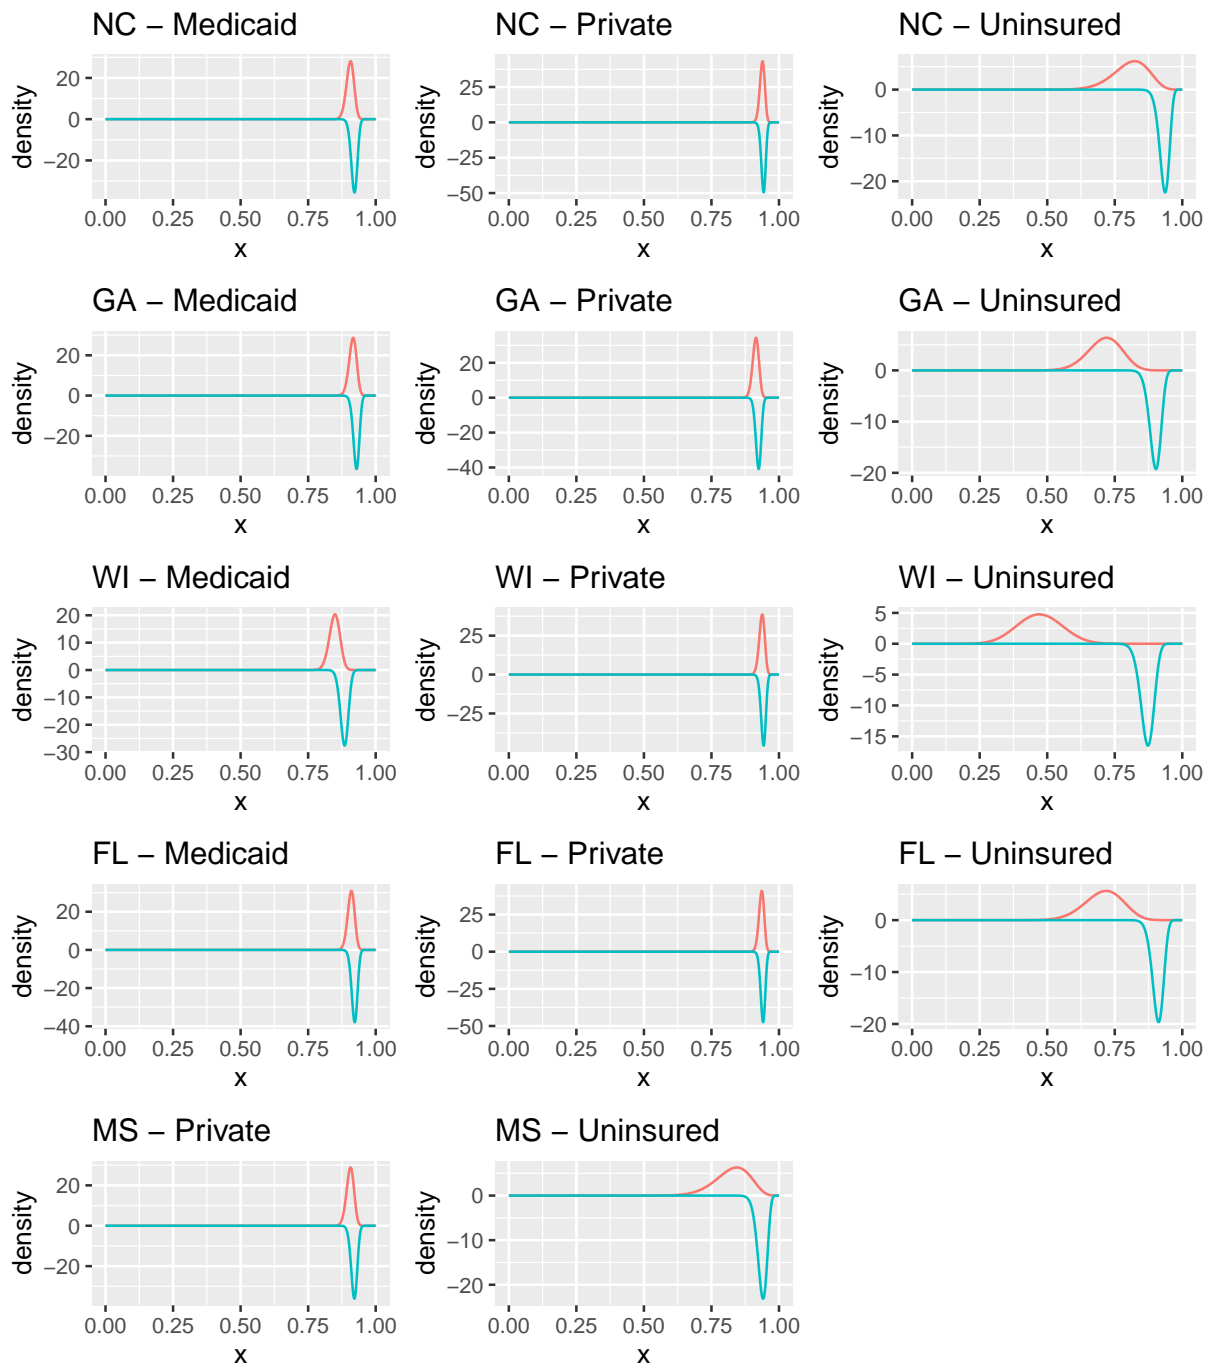 NC – Medicaid
density
20
0
−20
0.00 0.25 0.50 0.75 1.00
x
NC – Private
density
25
0
−25
−50
0.00 0.25 0.50 0.75 1.00
x
NC – Uninsured
density
0
−10
−20
0.00 0.25 0.50 0.75 1.00
x
GA – Medicaid
density
20
0
−20
0.00 0.25 0.50 0.75 1.00
x
GA – Private
density
20
0
−20
−40
0.00 0.25 0.50 0.75 1.00
x
GA – Uninsured
density
0
−10
−20
0.00 0.25 0.50 0.75 1.00
x
WI – Medicaid
density
20
10
0
−10
−20
−30
0.00 0.25 0.50 0.75 1.00
x
WI – Private
density
25
0
−25
0.00 0.25 0.50 0.75 1.00
x
WI – Uninsured
density
5
0
−5
−10
−15
0.00 0.25 0.50 0.75 1.00
x
FL – Medicaid
density
20
0
−20
−40
0.00 0.25 0.50 0.75 1.00
x
FL – Private
density
25
0
−25
−50
0.00 0.25 0.50 0.75 1.00
x
FL – Uninsured
density
0
−10
−20
0.00 0.25 0.50 0.75 1.00
x
MS – Private
density
20
0
−20
0.00 0.25 0.50 0.75 1.00
x
MS – Uninsured
density
0
−10
−20
0.00 0.25 0.50 0.75 1.00
x